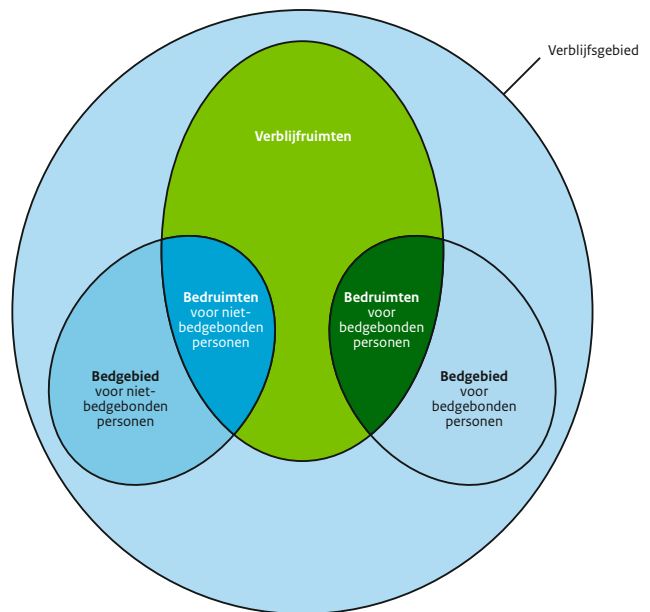 Verblijfsgebied
Verblijfruimten
Bedruimten
voor niet-
bedgebonden
personen
Bedruimten
voor
bedgebonden
personen
Bedgebied
voor niet-
bedgebonden
personen
Bedgebied
voor
bedgebonden
personen